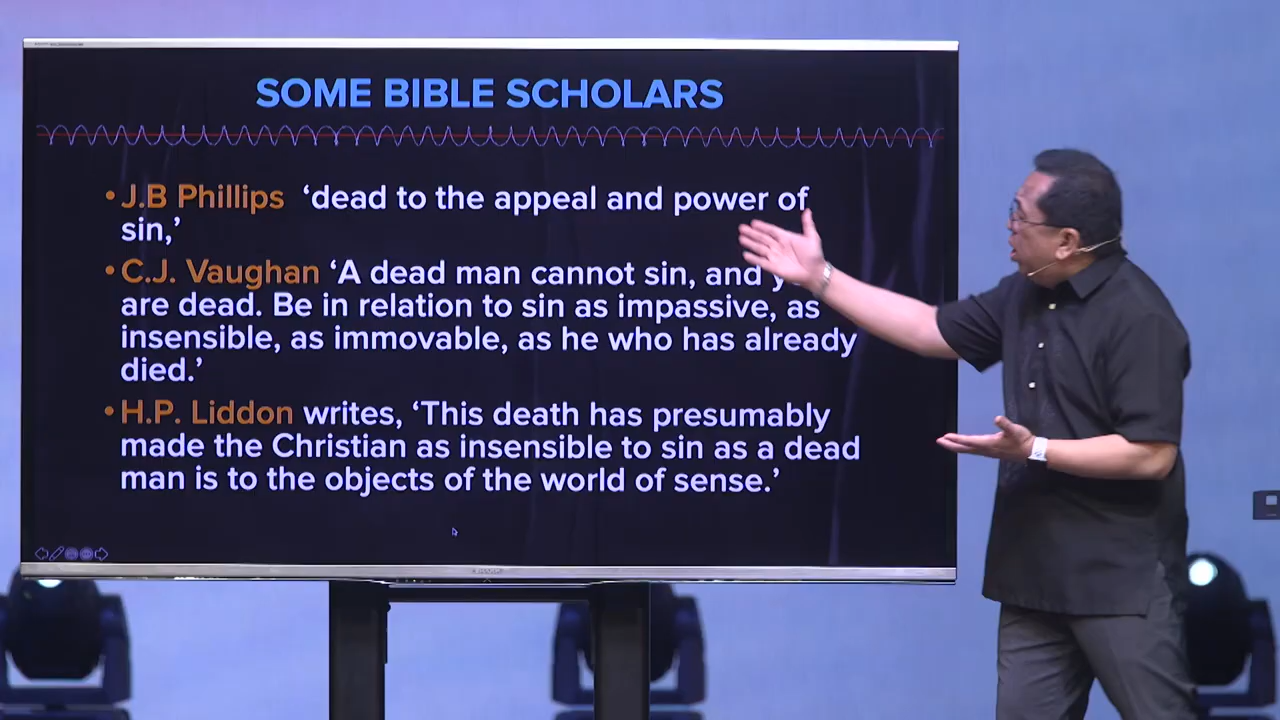 SOME BIBLE SCHOLARS
•J.B Phillips ‘dead to the appeal and power of
sin,’
•C.J. Vaughan ‘A dead man cannot sin, and
are dead. Be in relation to sin as impassive, as
insensible, as immovable, as he who has already
died.’
•H.P. Liddon writes, ‘This death has presumably
made the Christian as insensible to sin as a dead
man is to the objects of the world of sense.’